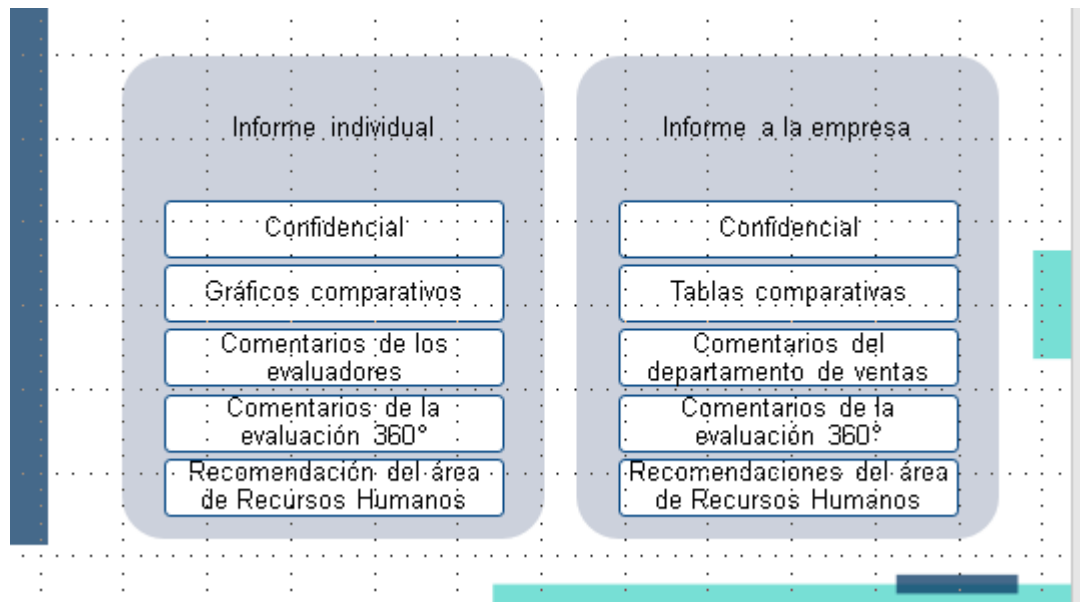 Informe individual
Confidencial
Gráficos comparativos
Comentarios de los
evaluadores
Comentarios de la
evaluación 360°
Recomendación del área
de Recursos Humanos
Informe a la empresa
Confidencial
Tablas comparativas
Comentarios del
departamento de ventas
Comentarios de la
evaluación 360°
Recomendaciones del área
de Recursos Humanos